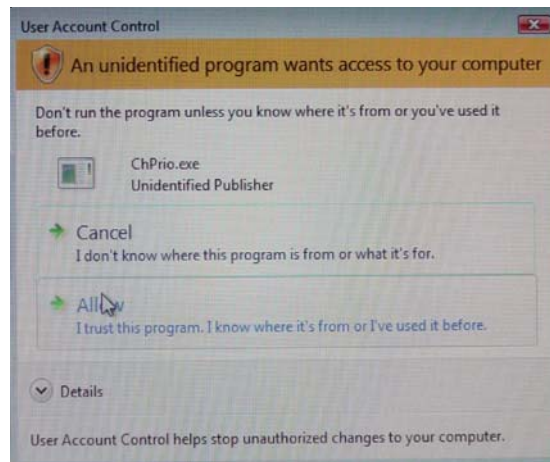 User Account Control
An unidentified program wants access to your computer
Don't run the program unless you know where it's from or you've used it
before.
ChPrio.exe
Unidentified Publisher
Cancel
I don't know where this program is from or what it's for.
Allow
I trust this program. I know where it's from or I've used it before.
Details
User Account Control helps stop unauthorized changes to your computer.